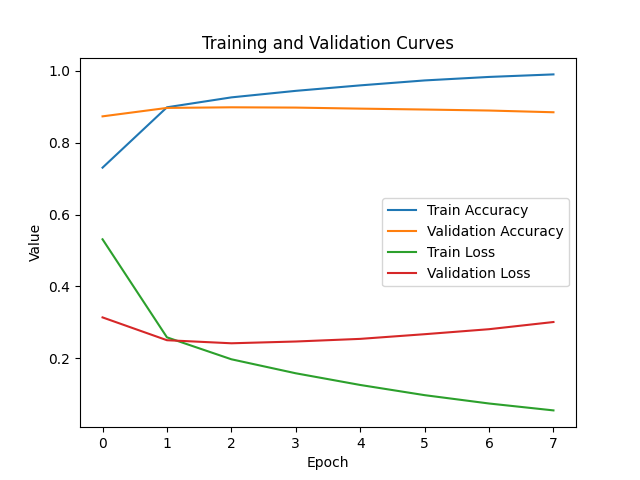 Training and Validation Curves
1.0
0.8
0.6
0.4
0.2
Value
Train Accuracy
Validation Accuracy
Train Loss
Validation Loss
0 1 2 3 4 5 6 7
Epoch